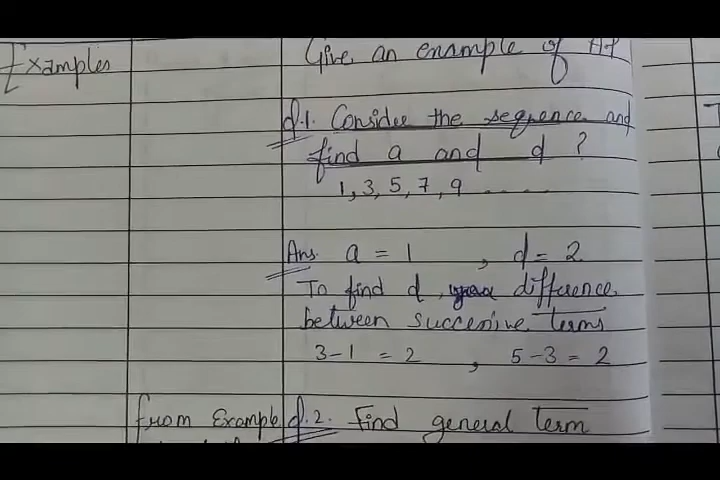 Examples
Give an example of AP
Q.1. Consider the sequence and
find a and d ?
1, 3, 5, 7, 9 .....
Ans. a = 1 , d = 2
To find d, difference
between successive terms
3-1 = 2 , 5-3 = 2
from Example
Q.2. Find general term